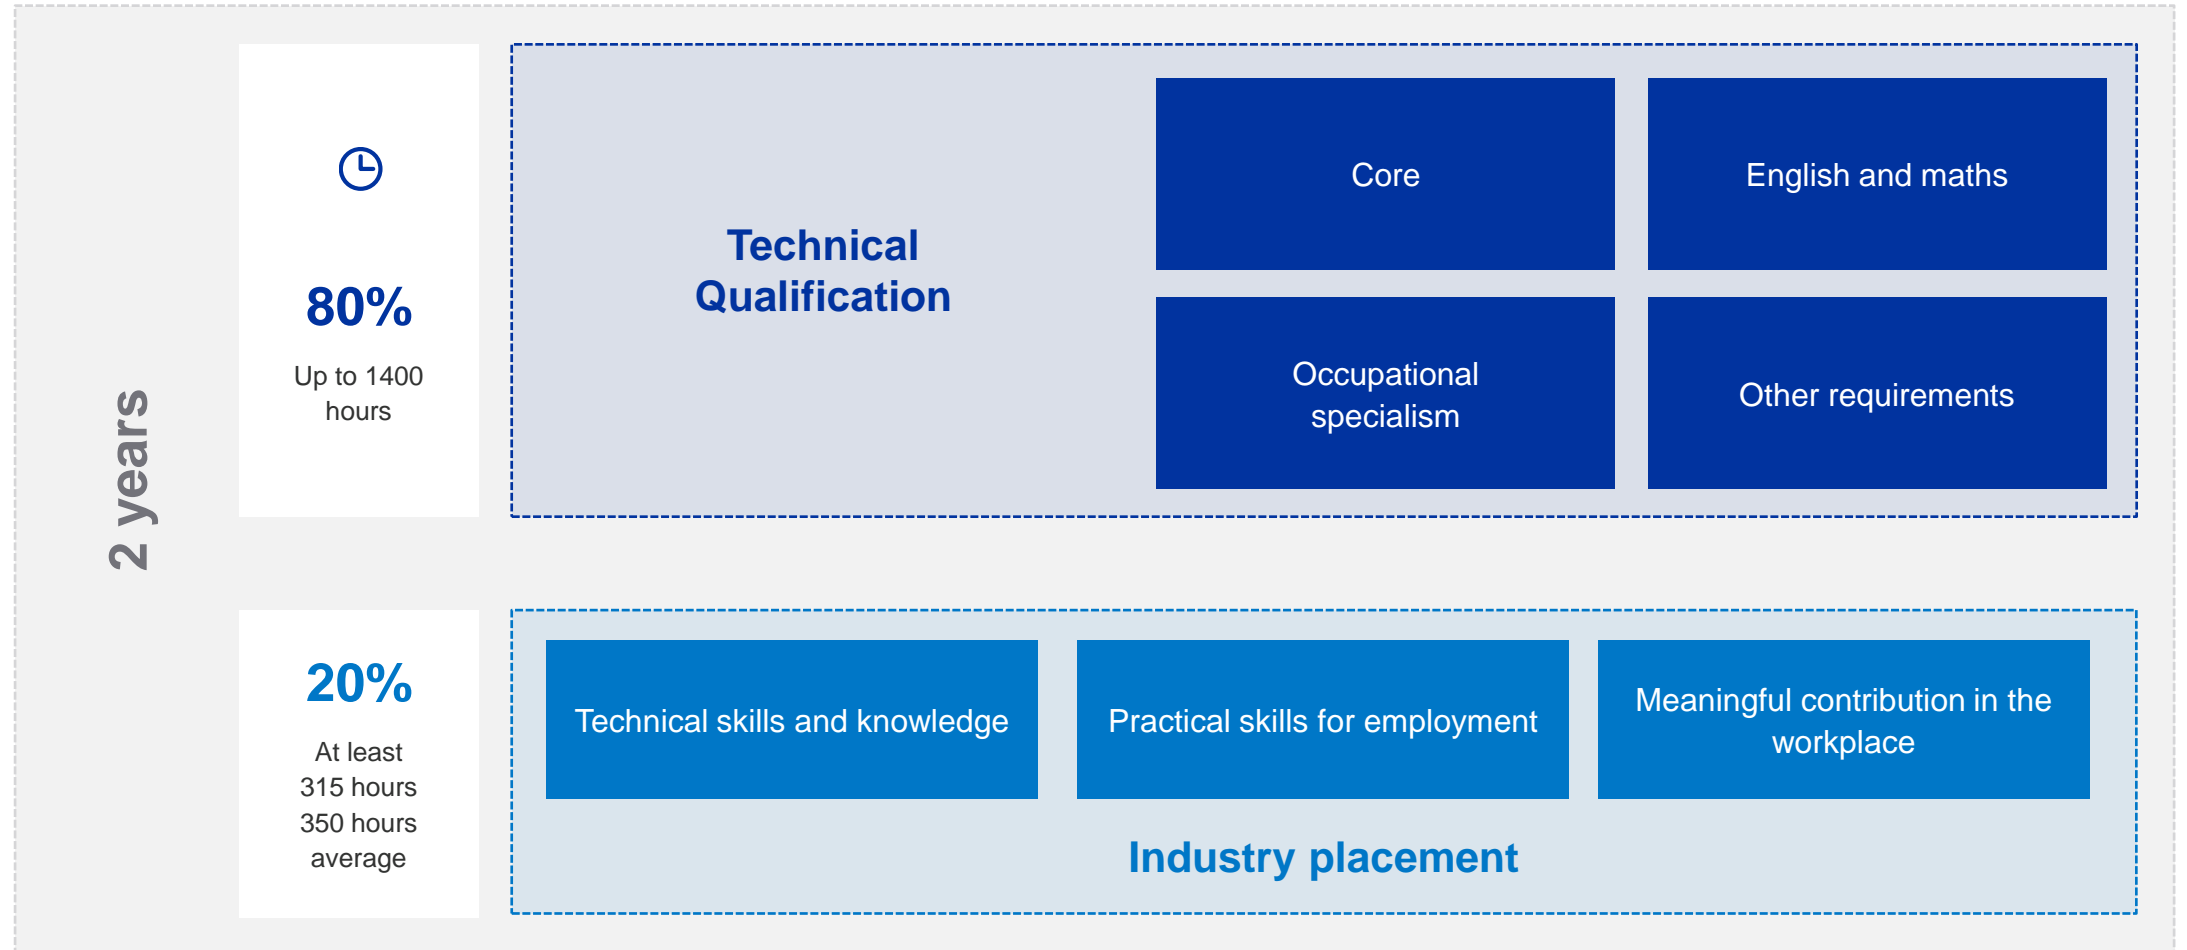 2 years
80%
Up to 1400
hours
Technical
Qualification
Core
English and maths
Occupational
specialism
Other requirements
20%
At least
315 hours
350 hours
average
Technical skills and knowledge
Practical skills for employment
Meaningful contribution in the
workplace
Industry placement